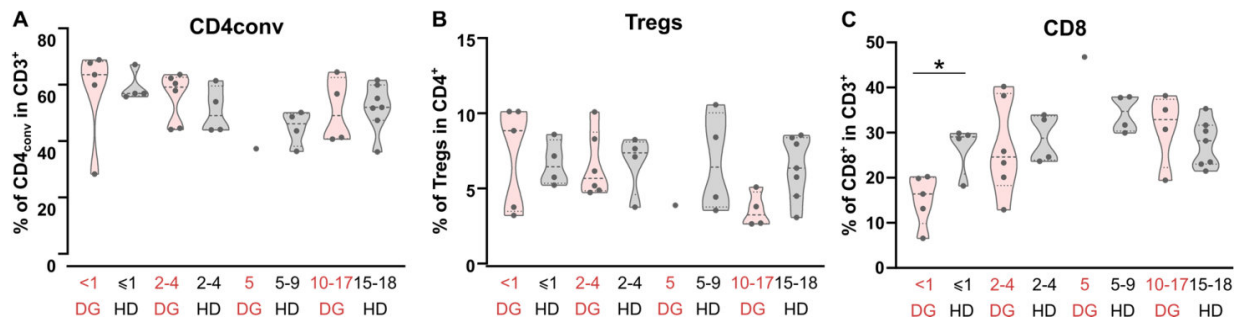 A
CD4conv
% of CD4conv in CD3+
80
60
40
20
0
<1 ≤1 2-4 2-4 5 5-9 10-17 15-18
DG HD DG HD DG HD DG HD
B
Tregs
% of Tregs in CD4+
15
10
5
0
<1 ≤1 2-4 2-4 5 5-9 10-17 15-18
DG HD DG HD DG HD DG HD
C
CD8
% of CD8+ in CD3+
50
40
30
20
10
0
*
<1 ≤1 2-4 2-4 5 5-9 10-17 15-18
DG HD DG HD DG HD DG HD